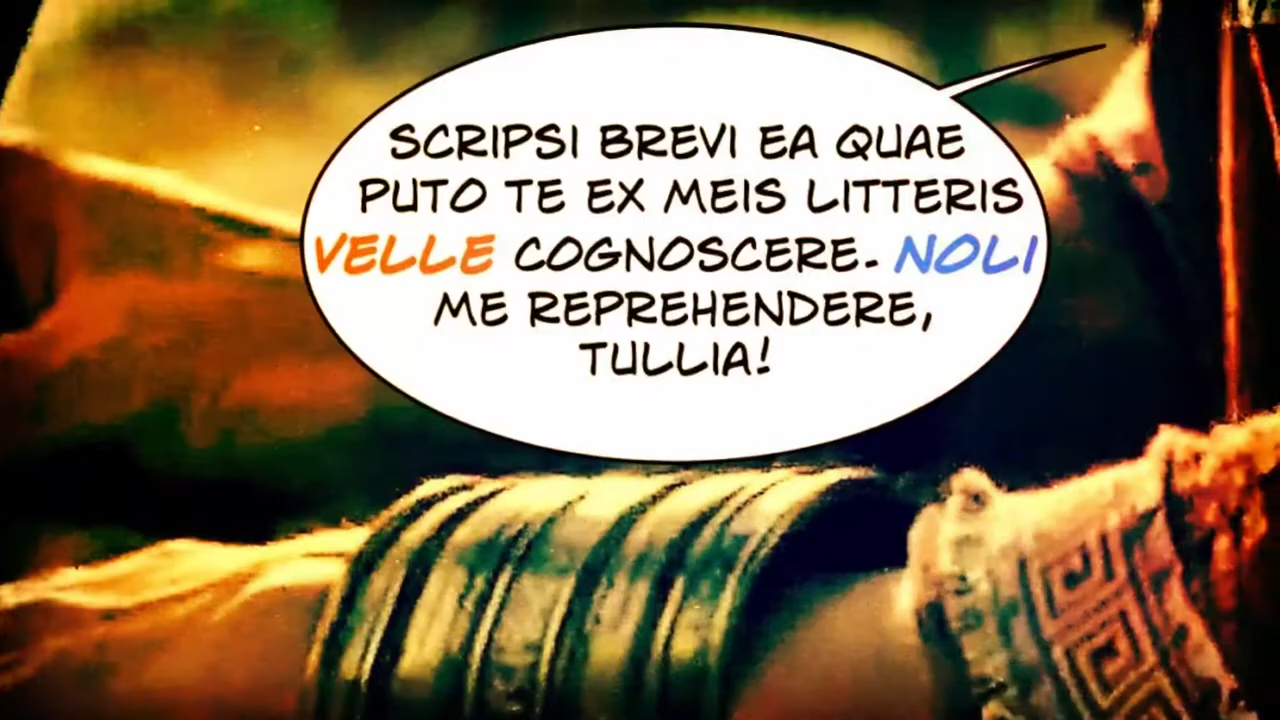 SCRIPSI BREVI EA QUAE
PUTO TE EX MEIS LITTERIS
VELLE COGNOSCERE. NOLI
ME REPREHENDERE,
TULLIA!